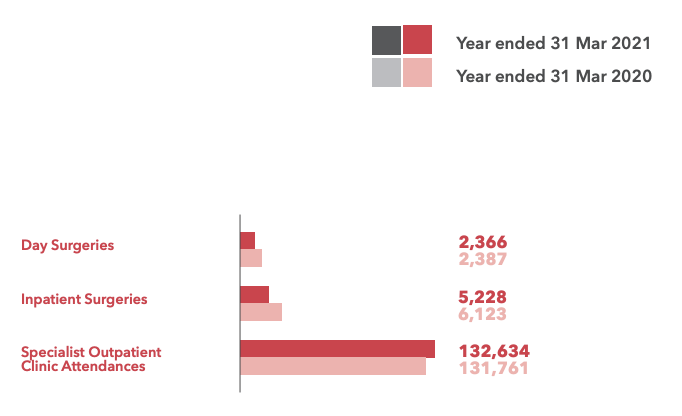 Year ended 31 Mar 2021
Year ended 31 Mar 2020
Day Surgeries
2,366
2,387
Inpatient Surgeries
5,228
6,123
Specialist Outpatient
Clinic Attendances
132,634
131,761